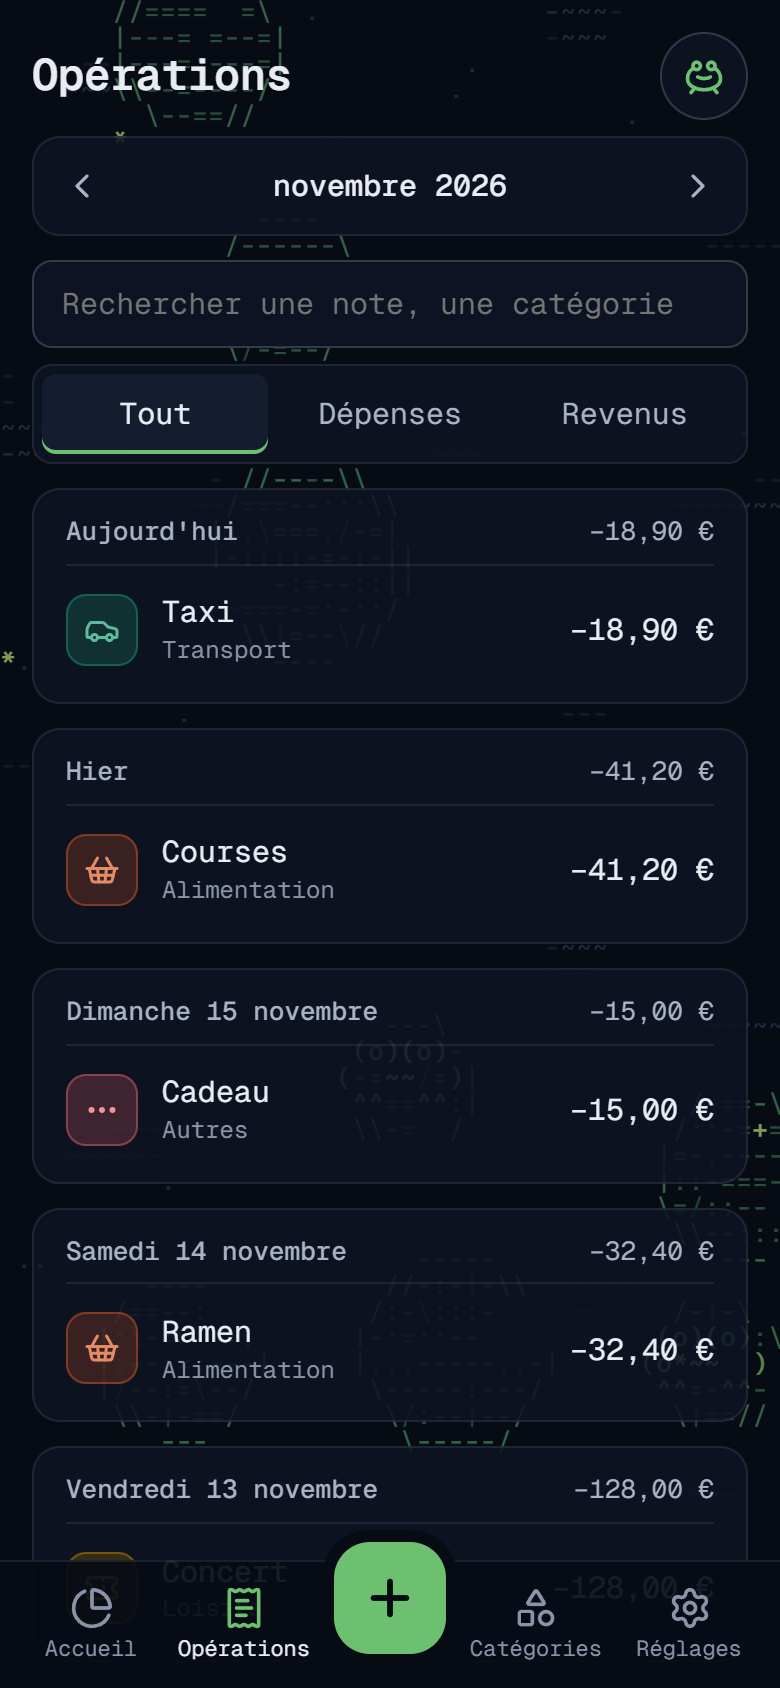 Opérations
novembre 2026
Rechercher une note, une catégorie
Tout Dépenses Revenus
Aujourd'hui -18,90 €
Taxi
Transport
-18,90 €
Hier -41,20 €
Courses
Alimentation
-41,20 €
Dimanche 15 novembre -15,00 €
Cadeau
Autres
-15,00 €
Samedi 14 novembre -32,40 €
Ramen
Alimentation
-32,40 €
Vendredi 13 novembre -128,00 €
Concert
-128,00 €
Accueil Opérations Catégories Réglages